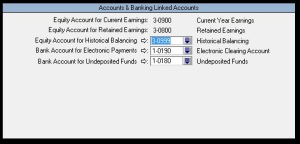 Accounts & Banking Linked Accounts
Equity Account for Current Earnings: 3-0900 Current Year Earnings
Equity Account for Retained Earnings: 3-0800 Retained Earnings
Equity Account for Historical Balancing 3-0999 Historical Balancing
Bank Account for Electronic Payments 1-0190 Electronic Clearing Account
Bank Account for Undeposited Funds 1-0180 Undeposited Funds